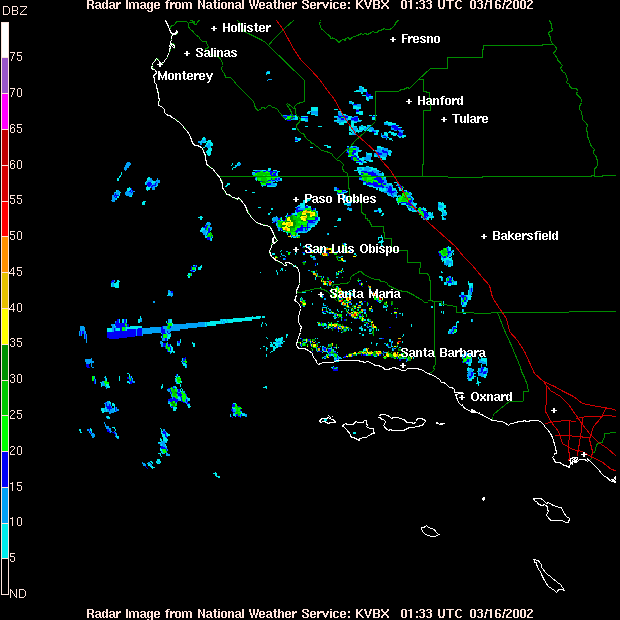 Radar Image from National Weather Service: KVBX 01:33 UTC 03/16/2002
DBZ
Hollister
Fresno
Salinas
75
Monterey
70
Hanford
Tulare
65
60
Paso Robles
55
Bakersfield
50
San Luis Obispo
45
Santa Maria
40
35
Santa Barbara
30
Oxnard
25
20
15
10
5
ND
Radar Image from National Weather Service: KVBX 01:33 UTC 03/16/2002